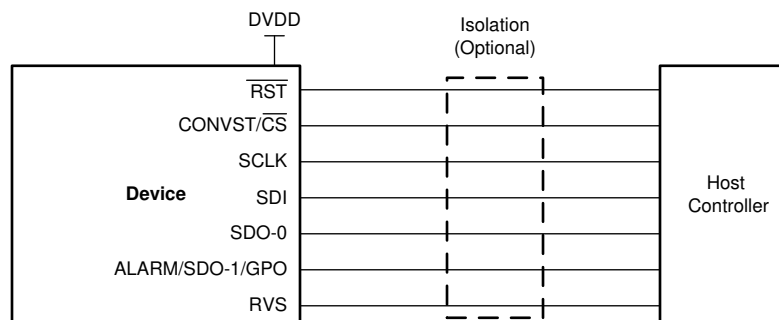 DVDD
Isolation
(Optional)
RST
CONVST/CS
SCLK
Device
SDI
Host
Controller
SDO-0
ALARM/SDO-1/GPO
RVS